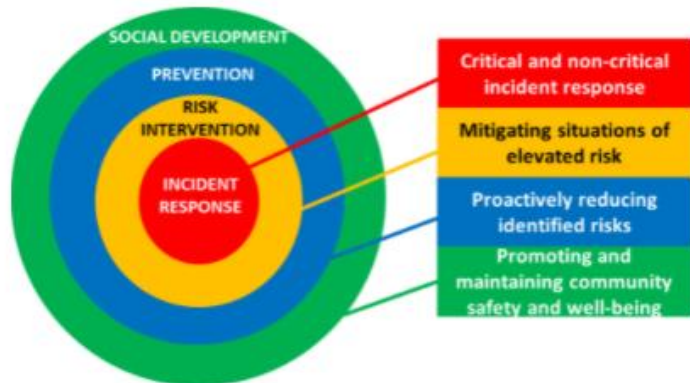 SOCIAL DEVELOPMENT
PREVENTION
RISK
INTERVENTION
INCIDENT
RESPONSE
Critical and non-critical
incident response
Mitigating situations of
elevated risk
Proactively reducing
identified risks
Promoting and
maintaining community
safety and well-being